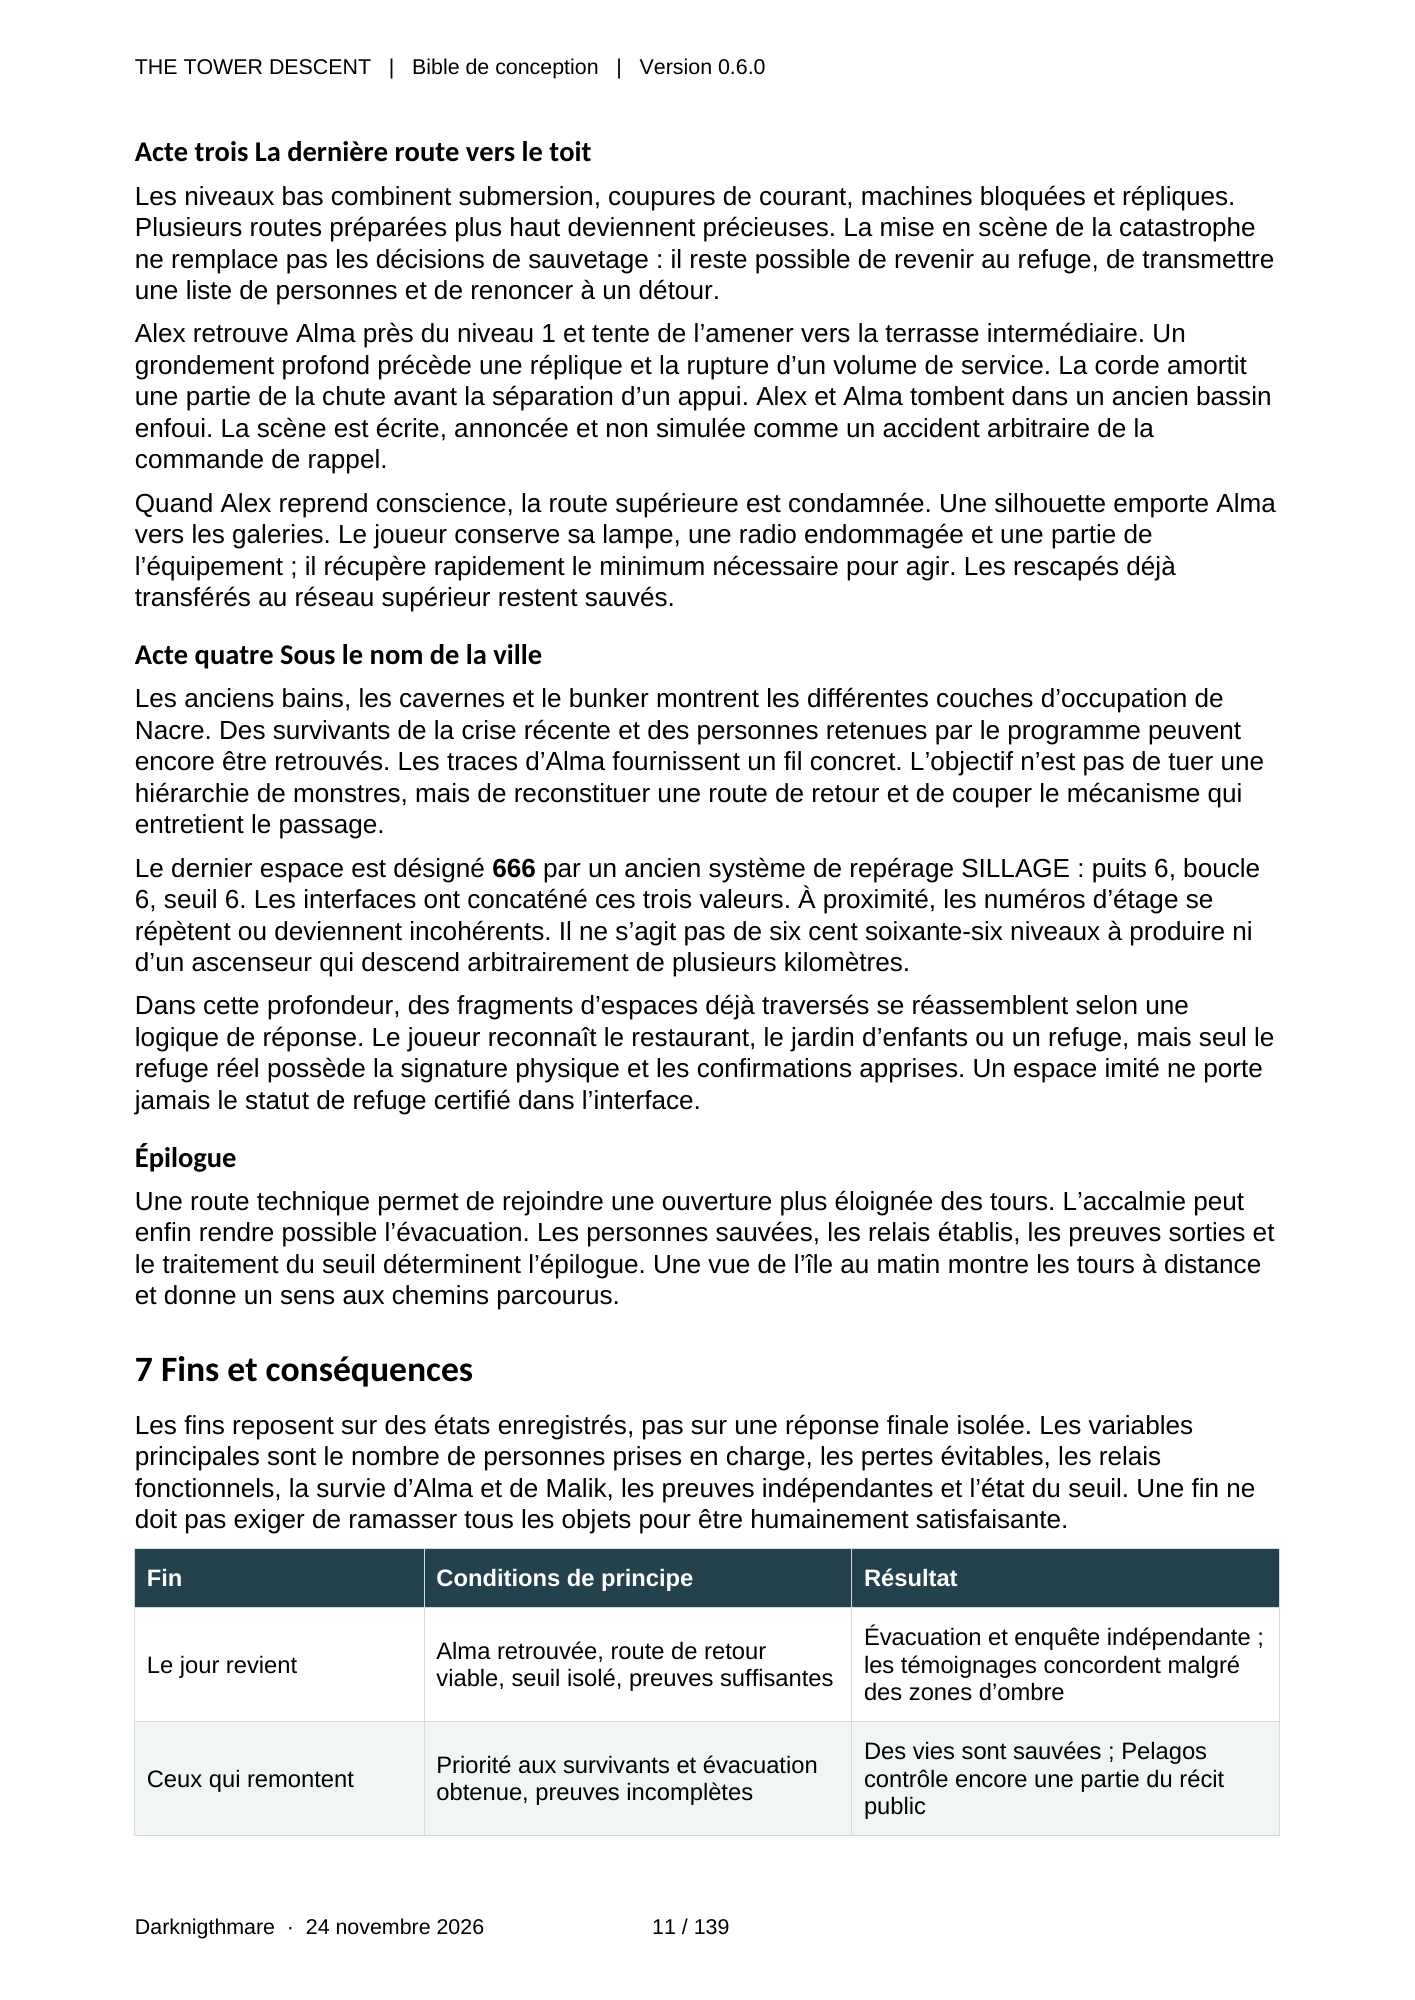 THE TOWER DESCENT | Bible de conception | Version 0.6.0
Acte trois La dernière route vers le toit
Les niveaux bas combinent submersion, coupures de courant, machines bloquées et répliques.
Plusieurs routes préparées plus haut deviennent précieuses. La mise en scène de la catastrophe
ne remplace pas les décisions de sauvetage : il reste possible de revenir au refuge, de transmettre
une liste de personnes et de renoncer à un détour.
Alex retrouve Alma près du niveau 1 et tente de l’amener vers la terrasse intermédiaire. Un
grondement profond précède une réplique et la rupture d’un volume de service. La corde amortit
une partie de la chute avant la séparation d’un appui. Alex et Alma tombent dans un ancien bassin
enfoui. La scène est écrite, annoncée et non simulée comme un accident arbitraire de la
commande de rappel.
Quand Alex reprend conscience, la route supérieure est condamnée. Une silhouette emporte Alma
vers les galeries. Le joueur conserve sa lampe, une radio endommagée et une partie de
l’équipement ; il récupère rapidement le minimum nécessaire pour agir. Les rescapés déjà
transférés au réseau supérieur restent sauvés.
Acte quatre Sous le nom de la ville
Les anciens bains, les cavernes et le bunker montrent les différentes couches d’occupation de
Nacre. Des survivants de la crise récente et des personnes retenues par le programme peuvent
encore être retrouvés. Les traces d’Alma fournissent un fil concret. L’objectif n’est pas de tuer une
hiérarchie de monstres, mais de reconstituer une route de retour et de couper le mécanisme qui
entretient le passage.
Le dernier espace est désigné 666 par un ancien système de repérage SILLAGE : puits 6, boucle
6, seuil 6. Les interfaces ont concaténé ces trois valeurs. À proximité, les numéros d’étage se
répètent ou deviennent incohérents. Il ne s’agit pas de six cent soixante-six niveaux à produire ni
d’un ascenseur qui descend arbitrairement de plusieurs kilomètres.
Dans cette profondeur, des fragments d’espaces déjà traversés se réassemblent selon une
logique de réponse. Le joueur reconnaît le restaurant, le jardin d’enfants ou un refuge, mais seul le
refuge réel possède la signature physique et les confirmations apprises. Un espace imité ne porte
jamais le statut de refuge certifié dans l’interface.
Épilogue
Une route technique permet de rejoindre une ouverture plus éloignée des tours. L’accalmie peut
enfin rendre possible l’évacuation. Les personnes sauvées, les relais établis, les preuves sorties et
le traitement du seuil déterminent l’épilogue. Une vue de l’île au matin montre les tours à distance
et donne un sens aux chemins parcourus.
7 Fins et conséquences
Les fins reposent sur des états enregistrés, pas sur une réponse finale isolée. Les variables
principales sont le nombre de personnes prises en charge, les pertes évitables, les relais
fonctionnels, la survie d’Alma et de Malik, les preuves indépendantes et l’état du seuil. Une fin ne
doit pas exiger de ramasser tous les objets pour être humainement satisfaisante.
Fin
Conditions de principe
Résultat
Le jour revient
Alma retrouvée, route de retour
viable, seuil isolé, preuves suffisantes
Évacuation et enquête indépendante ;
les témoignages concordent malgré
des zones d’ombre
Ceux qui remontent
Priorité aux survivants et évacuation
obtenue, preuves incomplètes
Des vies sont sauvées ; Pelagos
contrôle encore une partie du récit
public
Darknigthmare · 24 novembre 2026 11 / 139